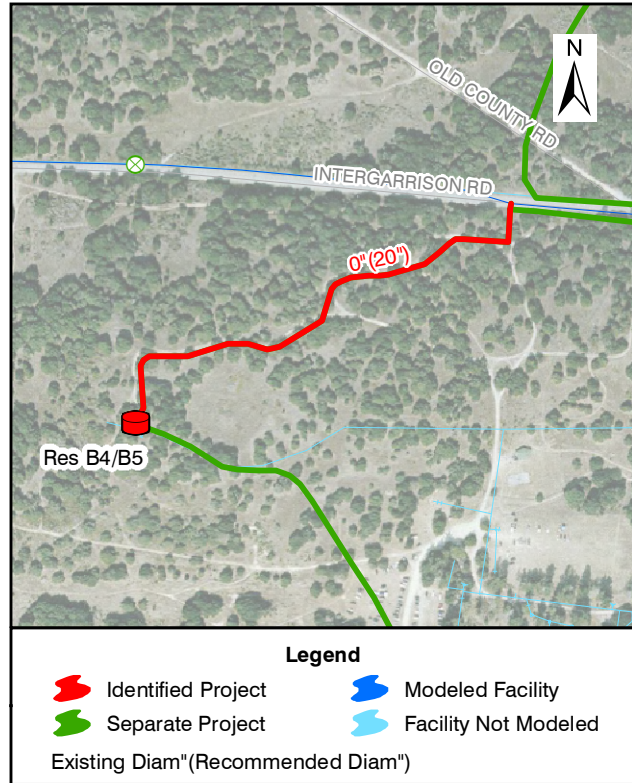 N
OLD COUNTY RD
INTERGARRISON RD
0"(20")
Res B4/B5
Legend
Identified Project
Modeled Facility
Separate Project
Facility Not Modeled
Existing Diam"(Recommended Diam")